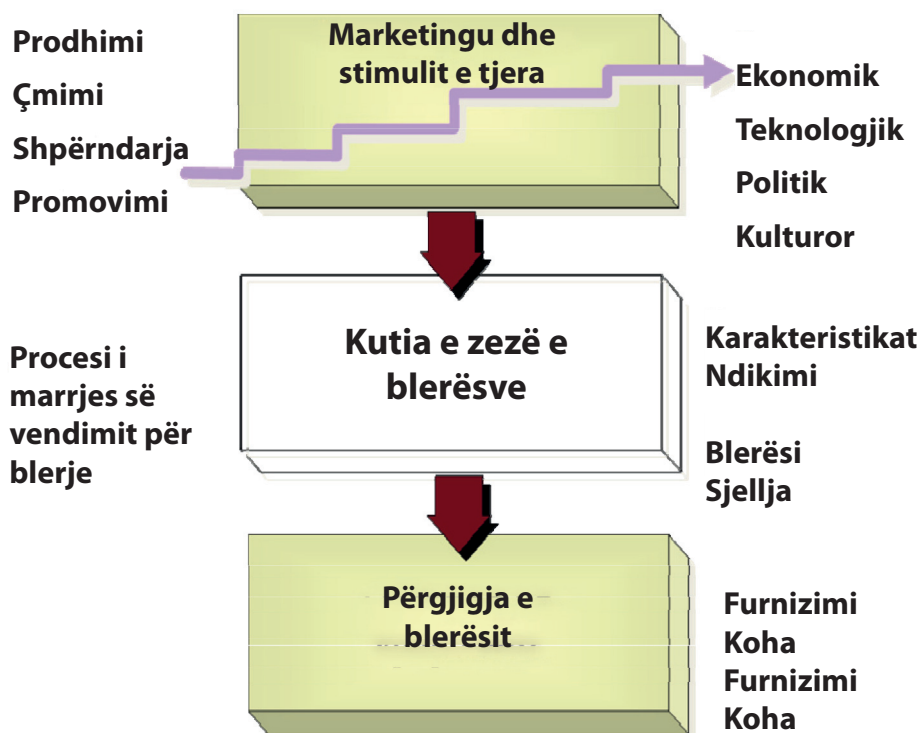 Prodhimi
Çmimi
Shpërndarja
Promovimi
Marketingu dhe
stimulit e tjera
Ekonomik
Teknologjik
Politik
Kulturor
Procesi i
marrjes së
vendimit për
blerje
Kutia e zezë e
blerësve
Karakteristikat
Ndikimi
Blerësi
Sjellja
Përgjigja e
blerësit
Furnizimi
Koha
Furnizimi
Koha